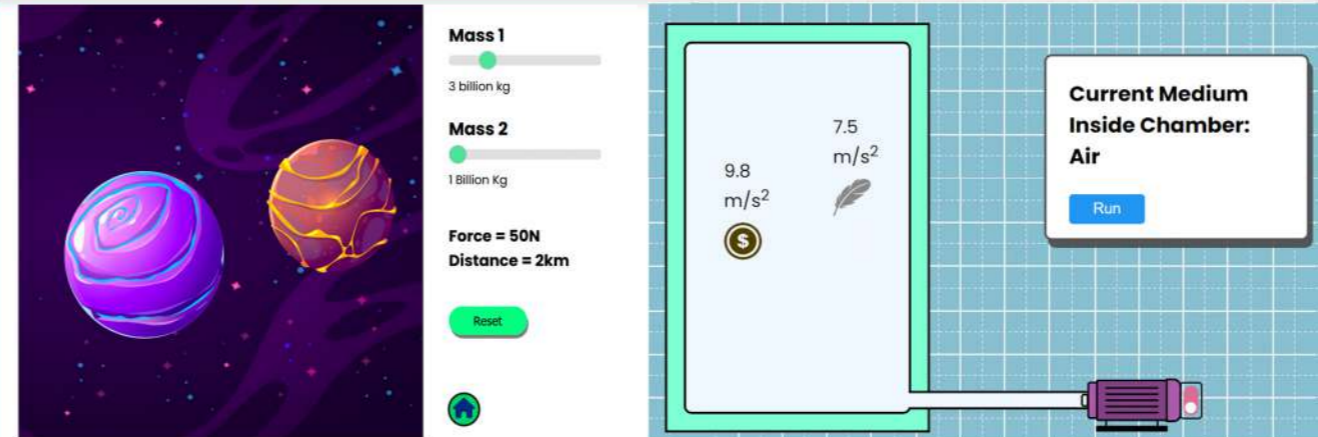 Mass 1
3 billion kg
Mass 2
1 Billion Kg
Force = 50N
Distance = 2km
Reset
9.8
m/s²
$
7.5
m/s²
Current Medium
Inside Chamber:
Air
Run